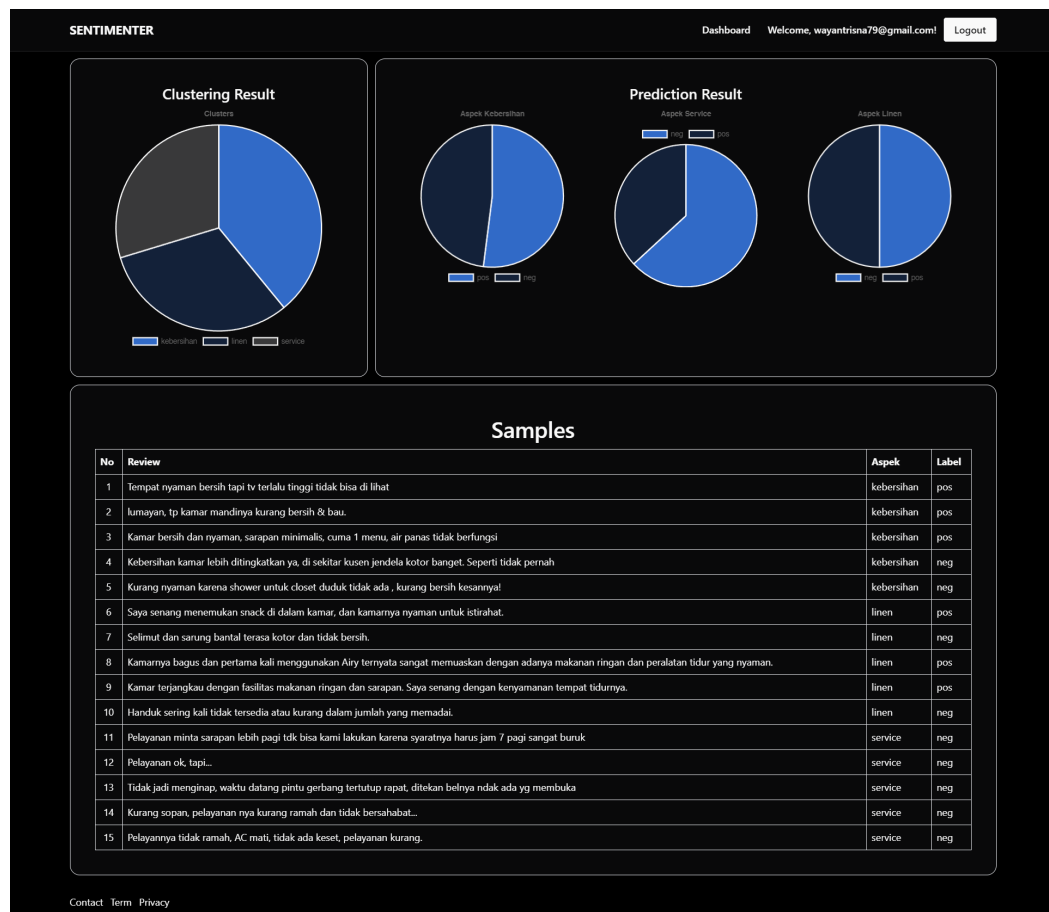 SENTIMENTER
Dashboard Welcome, wayantrisna79@gmail.com! Logout
Clustering Result
Clusters
kebersihan linen service
Prediction Result
Aspek Kebersihan
pos neg
Aspek Service
neg pos
Aspek Linen
neg pos
Samples
No Review Aspek Label
1 Tempat nyaman bersih tapi tv terlalu tinggi tidak bisa di lihat kebersihan pos
2 lumayan, tp kamar mandinya kurang bersih & bau. kebersihan pos
3 Kamar bersih dan nyaman, sarapan minimalis, cuma 1 menu, air panas tidak berfungsi kebersihan pos
4 Kebersihan kamar lebih ditingkatkan ya, di sekitar kusen jendela kotor banget. Seperti tidak pernah kebersihan neg
5 Kurang nyaman karena shower untuk closet duduk tidak ada , kurang bersih kesannya! kebersihan neg
6 Saya senang menemukan snack di dalam kamar, dan kamarnya nyaman untuk istirahat. linen pos
7 Selimut dan sarung bantal terasa kotor dan tidak bersih. linen neg
8 Kamarnya bagus dan pertama kali menggunakan Airy ternyata sangat memuaskan dengan adanya makanan ringan dan peralatan tidur yang nyaman. linen pos
9 Kamar terjangkau dengan fasilitas makanan ringan dan sarapan. Saya senang dengan kenyamanan tempat tidurnya. linen pos
10 Handuk sering kali tidak tersedia atau kurang dalam jumlah yang memadai. linen neg
11 Pelayanan minta sarapan lebih pagi tdk bisa kami lakukan karena syaratnya harus jam 7 pagi sangat buruk service neg
12 Pelayanan ok, tapi... service neg
13 Tidak jadi menginap, waktu datang pintu gerbang tertutup rapat, ditekan belnya ndak ada yg membuka service neg
14 Kurang sopan, pelayanan nya kurang ramah dan tidak bersahabat... service neg
15 Pelayannya tidak ramah, AC mati, tidak ada keset, pelayanan kurang. service neg
Contact Term Privacy